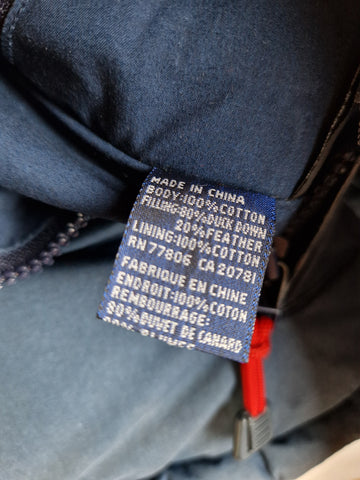 MADE IN CHINA
BODY:100%COTTON
FILLING:80%DUCK DOWN
20%FEATHER
LINING:100%COTTON
RN 77806 CA 20781
FABRIQUE EN CHINE
ENDROIT:100%COTON
REMBOURRAGE:
80%DUVET DE CANARD